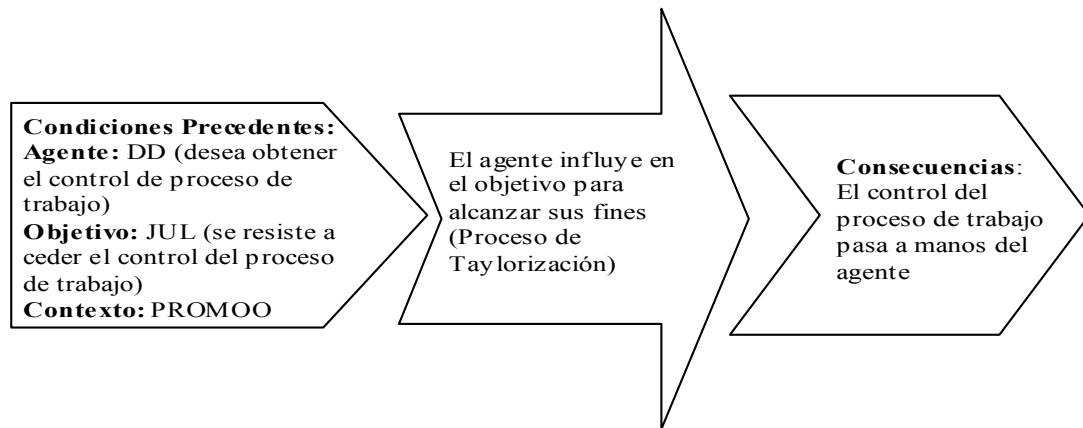 Condiciones Precedentes:
Agente: DD (desea obtener
el control de proceso de
trabajo)
Objetivo: JUL (se resiste a
ceder el control del proceso
de trabajo)
Contexto: PROMOO
El agente influye en
el objetivo para
alcanzar sus fines
(Proceso de
Taylorización)
Consecuencias:
El control del
proceso de trabajo
pasa a manos del
agente